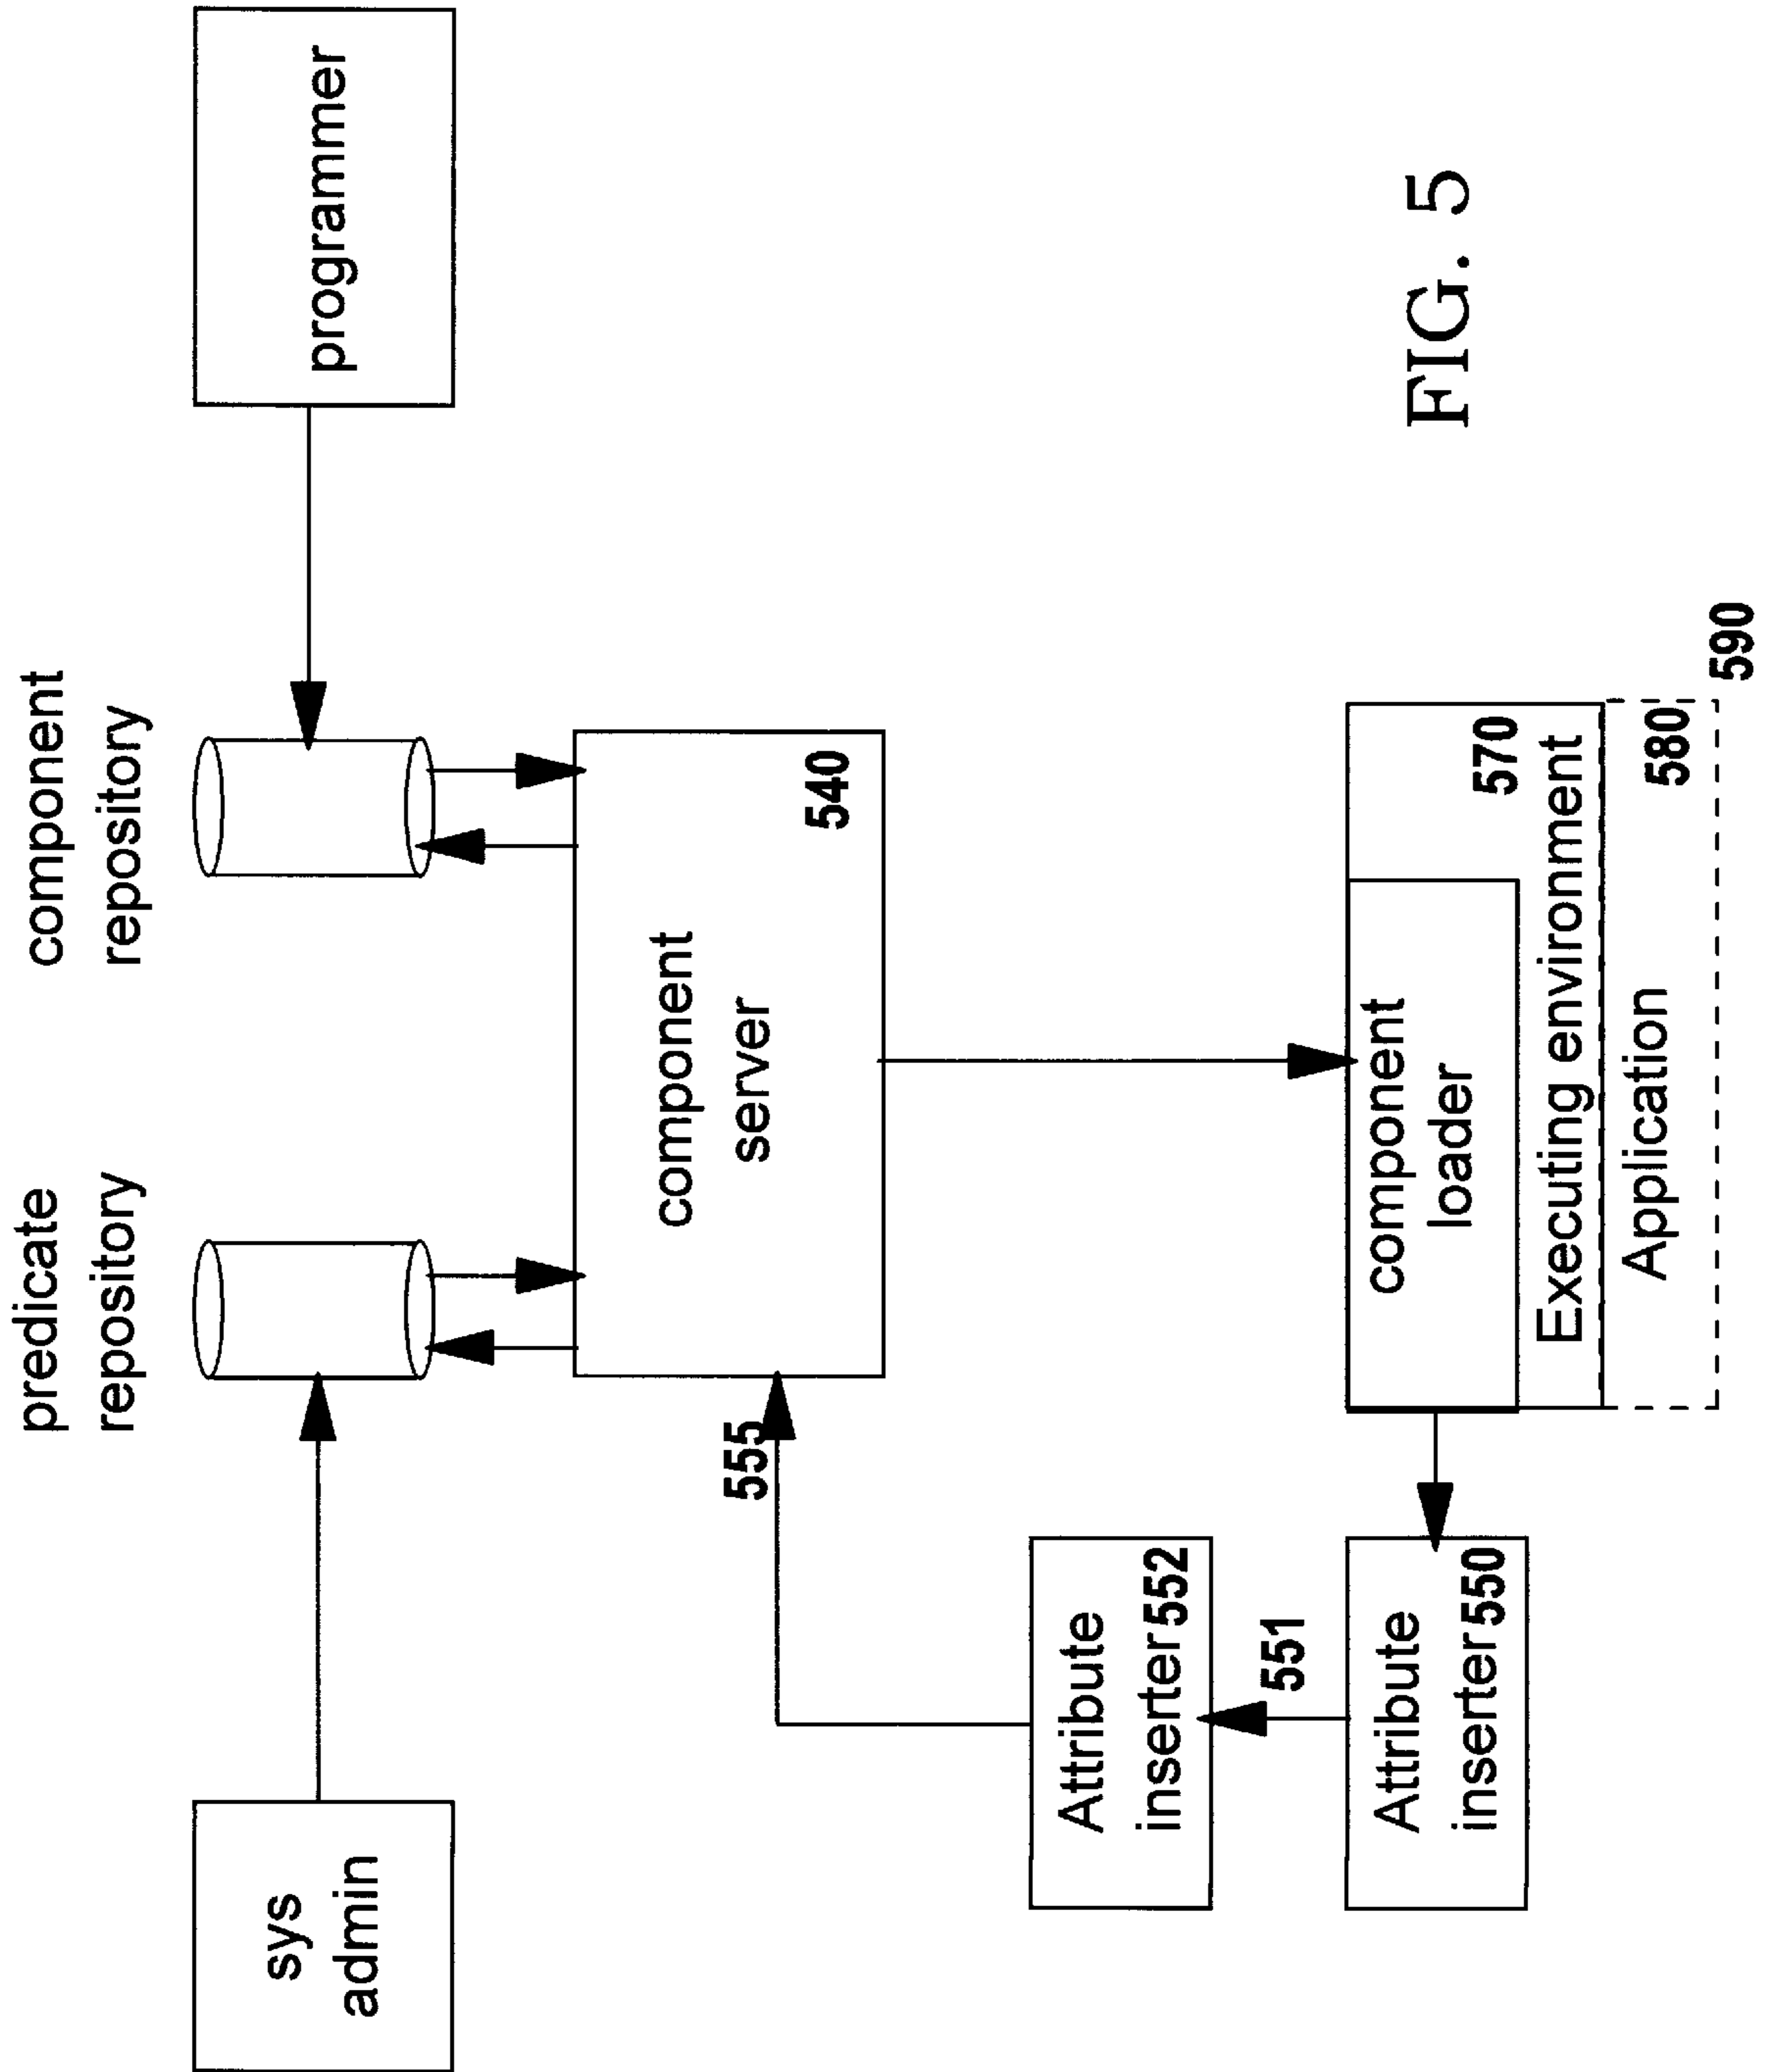 predicate
repository
component
repository
sys
admin
programmer
555
component
server
540
Attribute
inserter 552
551
Attribute
inserter 550
component
loader
570
Executing environment
Application
580
590
FIG. 5